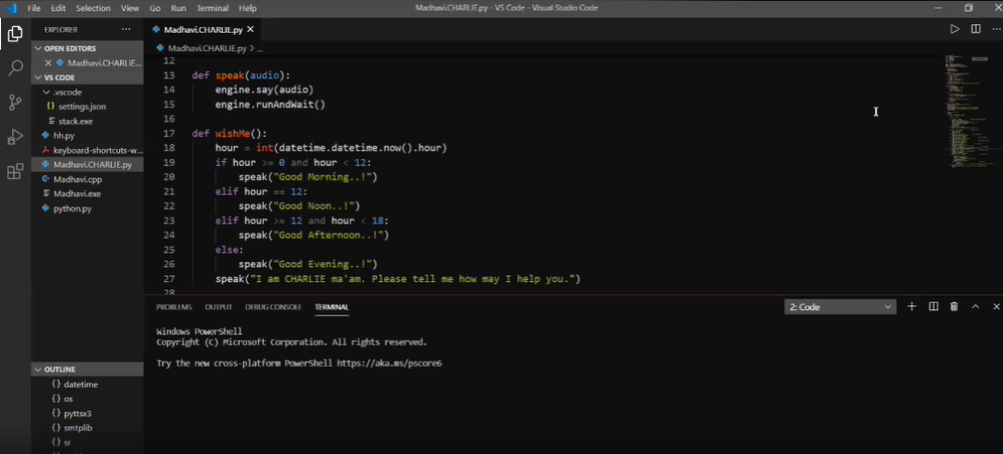 File Edit Selection View Go Run Terminal Help
Madhavi.CHARLIE.py - VS Code - Visual Studio Code
EXPLORER
OPEN EDITORS
Madhavi.CHARLIE...
VS CODE
.vscode
settings.json
stack.exe
hh.py
keyboard-shortcuts-w...
Madhavi.CHARLIE.py
Madhavi.cpp
Madhavi.exe
python.py
OUTLINE
datetime
os
pyttsx3
smtplib
sr
Madhavi.CHARLIE.py
Madhavi.CHARLIE.py > ...
12
13 def speak(audio):
14 engine.say(audio)
15 engine.runAndWait()
16
17 def wishMe():
18 hour = int(datetime.datetime.now().hour)
19 if hour >= 0 and hour < 12:
20 speak("Good Morning..!")
21 elif hour == 12:
22 speak("Good Noon..!")
23 elif hour >= 12 and hour < 18:
24 speak("Good Afternoon..!")
25 else:
26 speak("Good Evening..!")
27 speak("I am CHARLIE ma'am. Please tell me how may I help you.")
28
PROBLEMS OUTPUT DEBUG CONSOLE TERMINAL
2: Code
Windows PowerShell
Copyright (C) Microsoft Corporation. All rights reserved.
Try the new cross-platform PowerShell https://aka.ms/pscore6